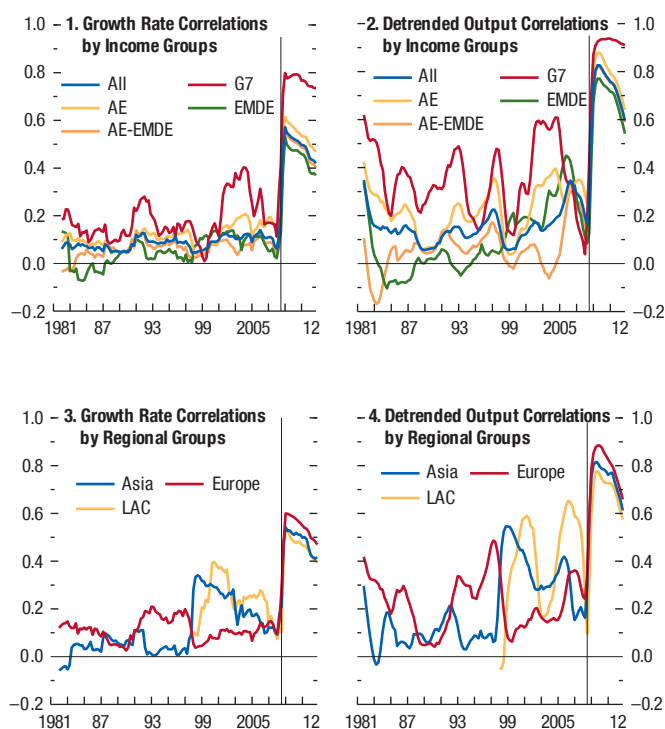 1. Growth Rate Correlations
by Income Groups
All
G7
AE
EMDE
AE-EMDE
1.0
0.8
0.6
0.4
0.2
0.0
–0.2
1981 87 93 99 2005 12
2. Detrended Output Correlations
by Income Groups
All
G7
AE
EMDE
AE-EMDE
1.0
0.8
0.6
0.4
0.2
0.0
–0.2
1981 87 93 99 2005 12
3. Growth Rate Correlations
by Regional Groups
Asia
Europe
LAC
1.0
0.8
0.6
0.4
0.2
0.0
–0.2
1981 87 93 99 2005 12
4. Detrended Output Correlations
by Regional Groups
Asia
Europe
LAC
1.0
0.8
0.6
0.4
0.2
0.0
–0.2
1981 87 93 99 2005 12